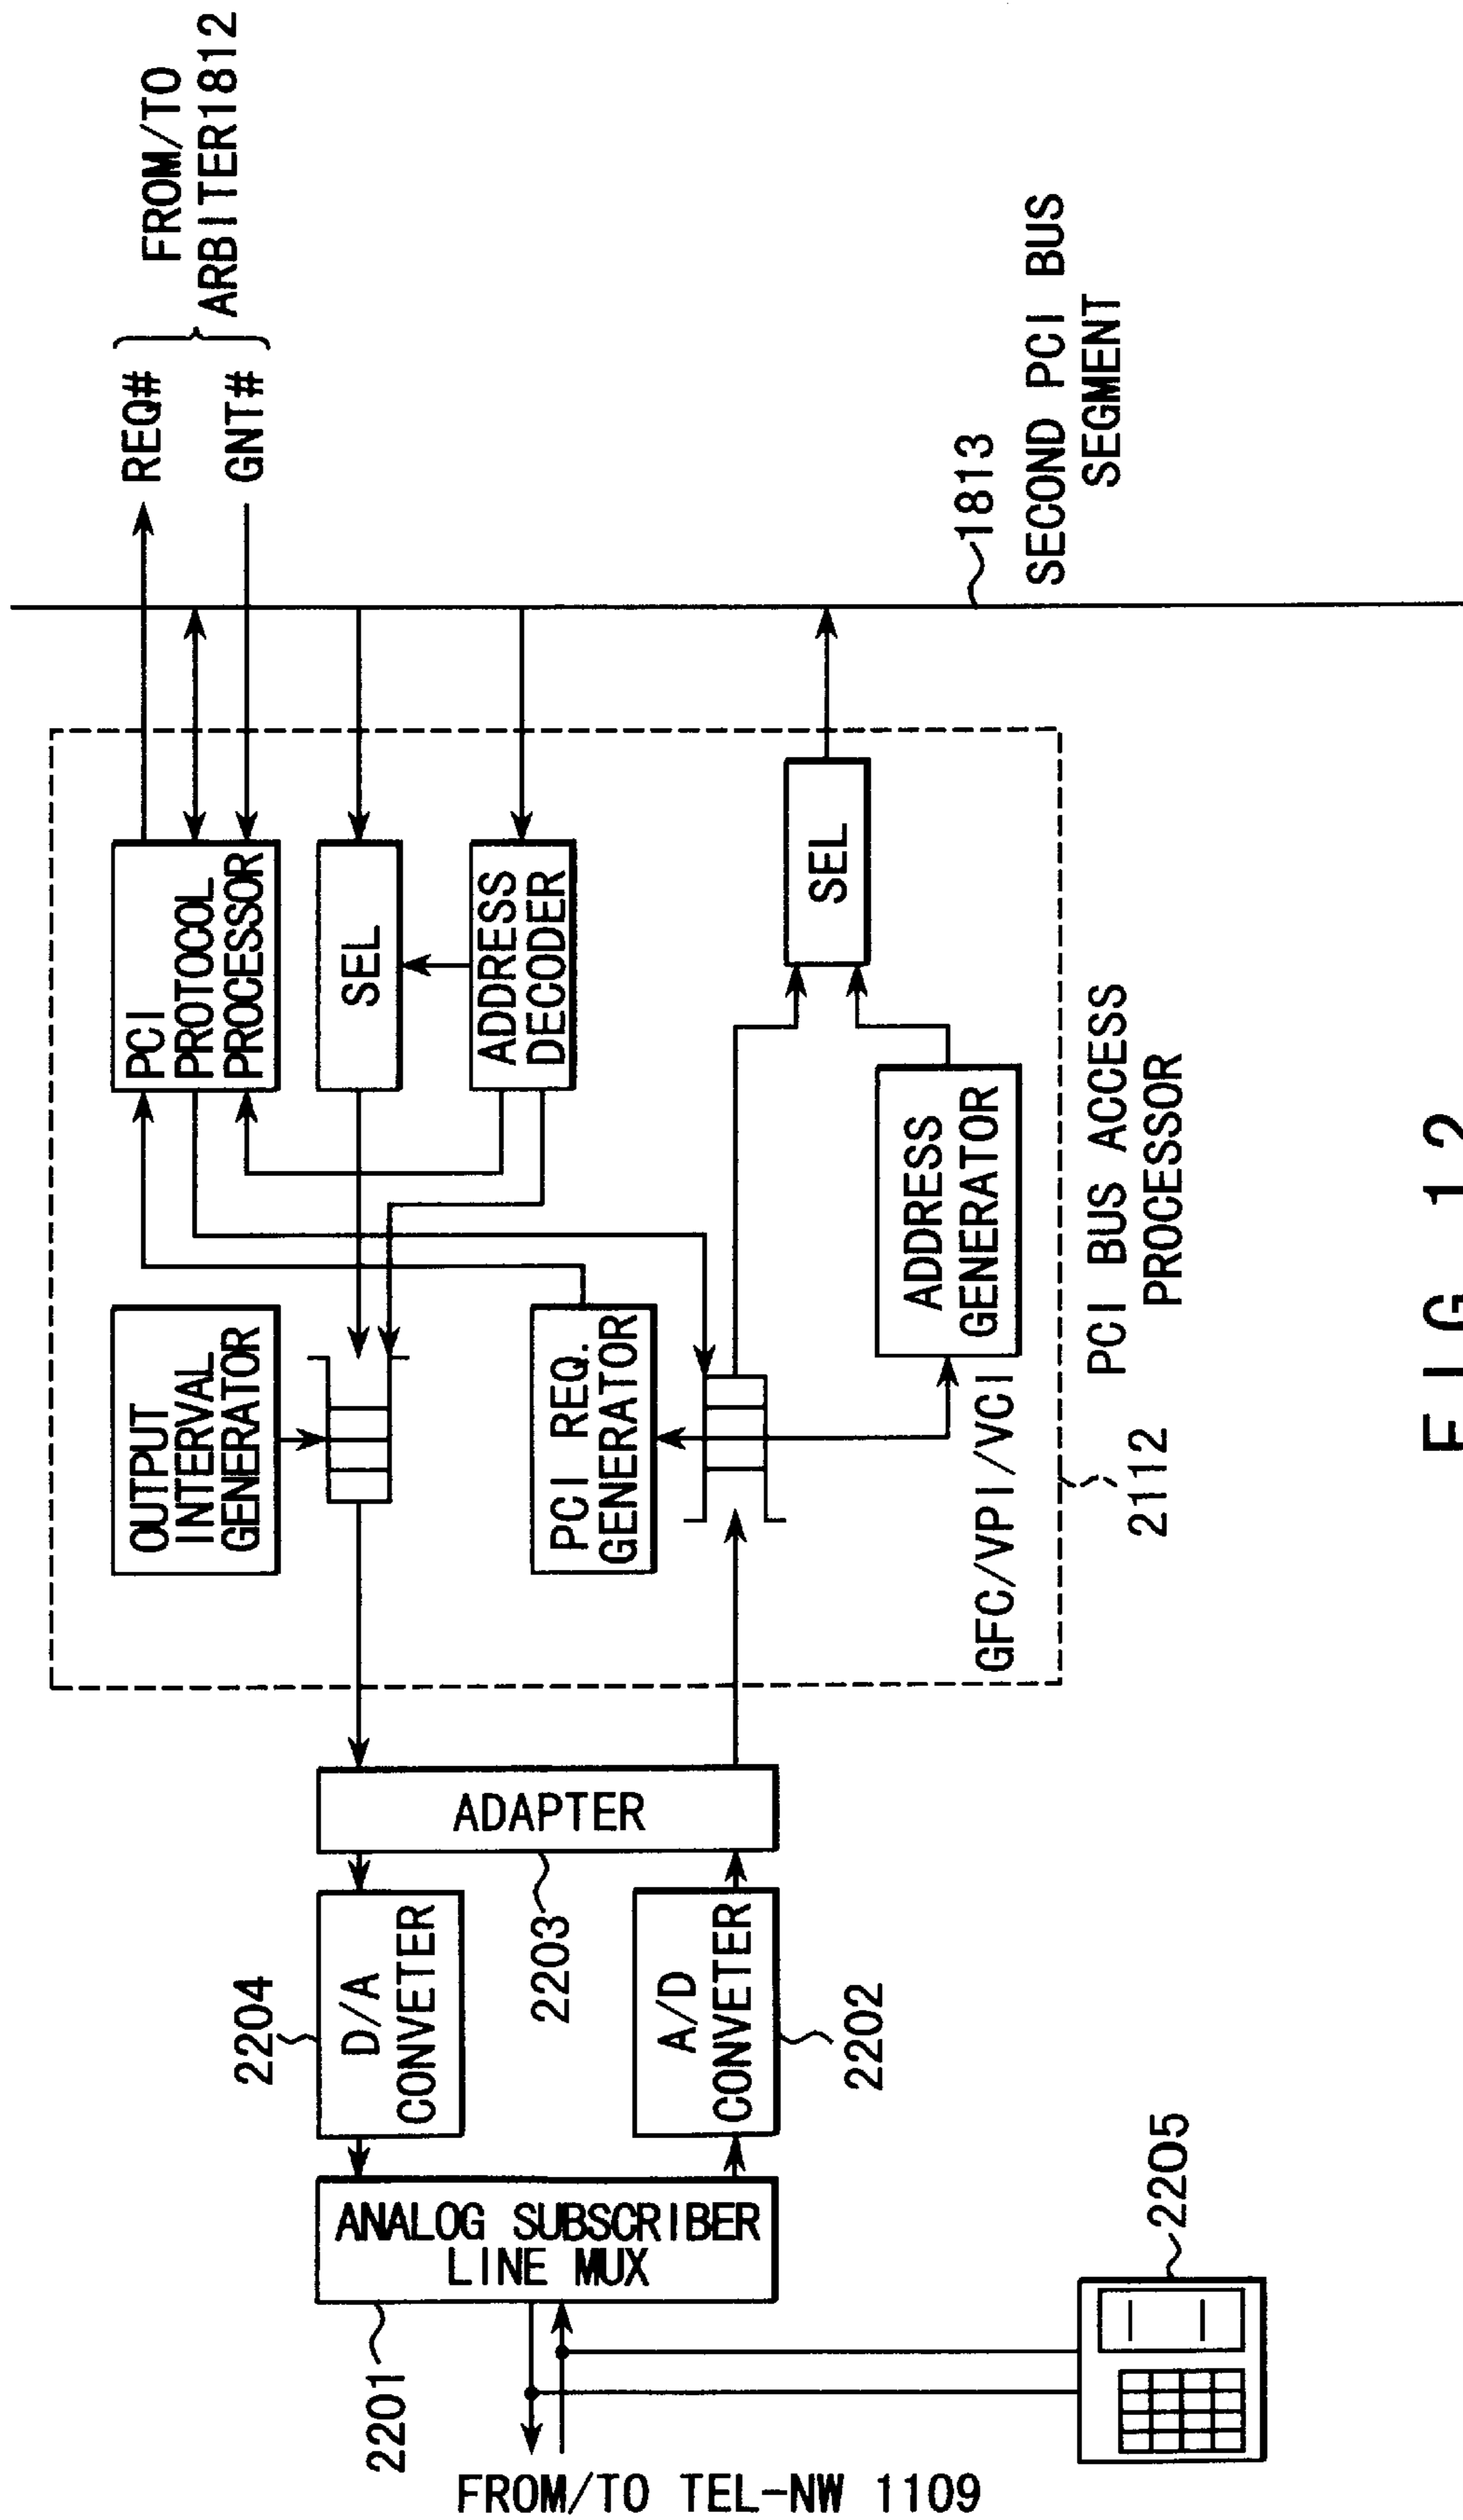 FROM/TO
ARBITER1812
REQ#
GNT#
1813
SECOND PCI BUS
SEGMENT
PCI
PROTOCOL
PROCESSOR
SEL
ADDRESS
DECODER
SEL
OUTPUT
INTERVAL
GENERATOR
PCI REQ.
GENERATOR
ADDRESS
GENERATOR
GFC/VPI/VCI
PCI BUS ACCESS
PROCESSOR
2112
ADAPTER
2203
D/A
CONVETER
2204
A/D
CONVETER
2202
ANALOG SUBSCRIBER
LINE MUX
2201
2205
FROM/TO TEL-NW 1109
FIG. 12